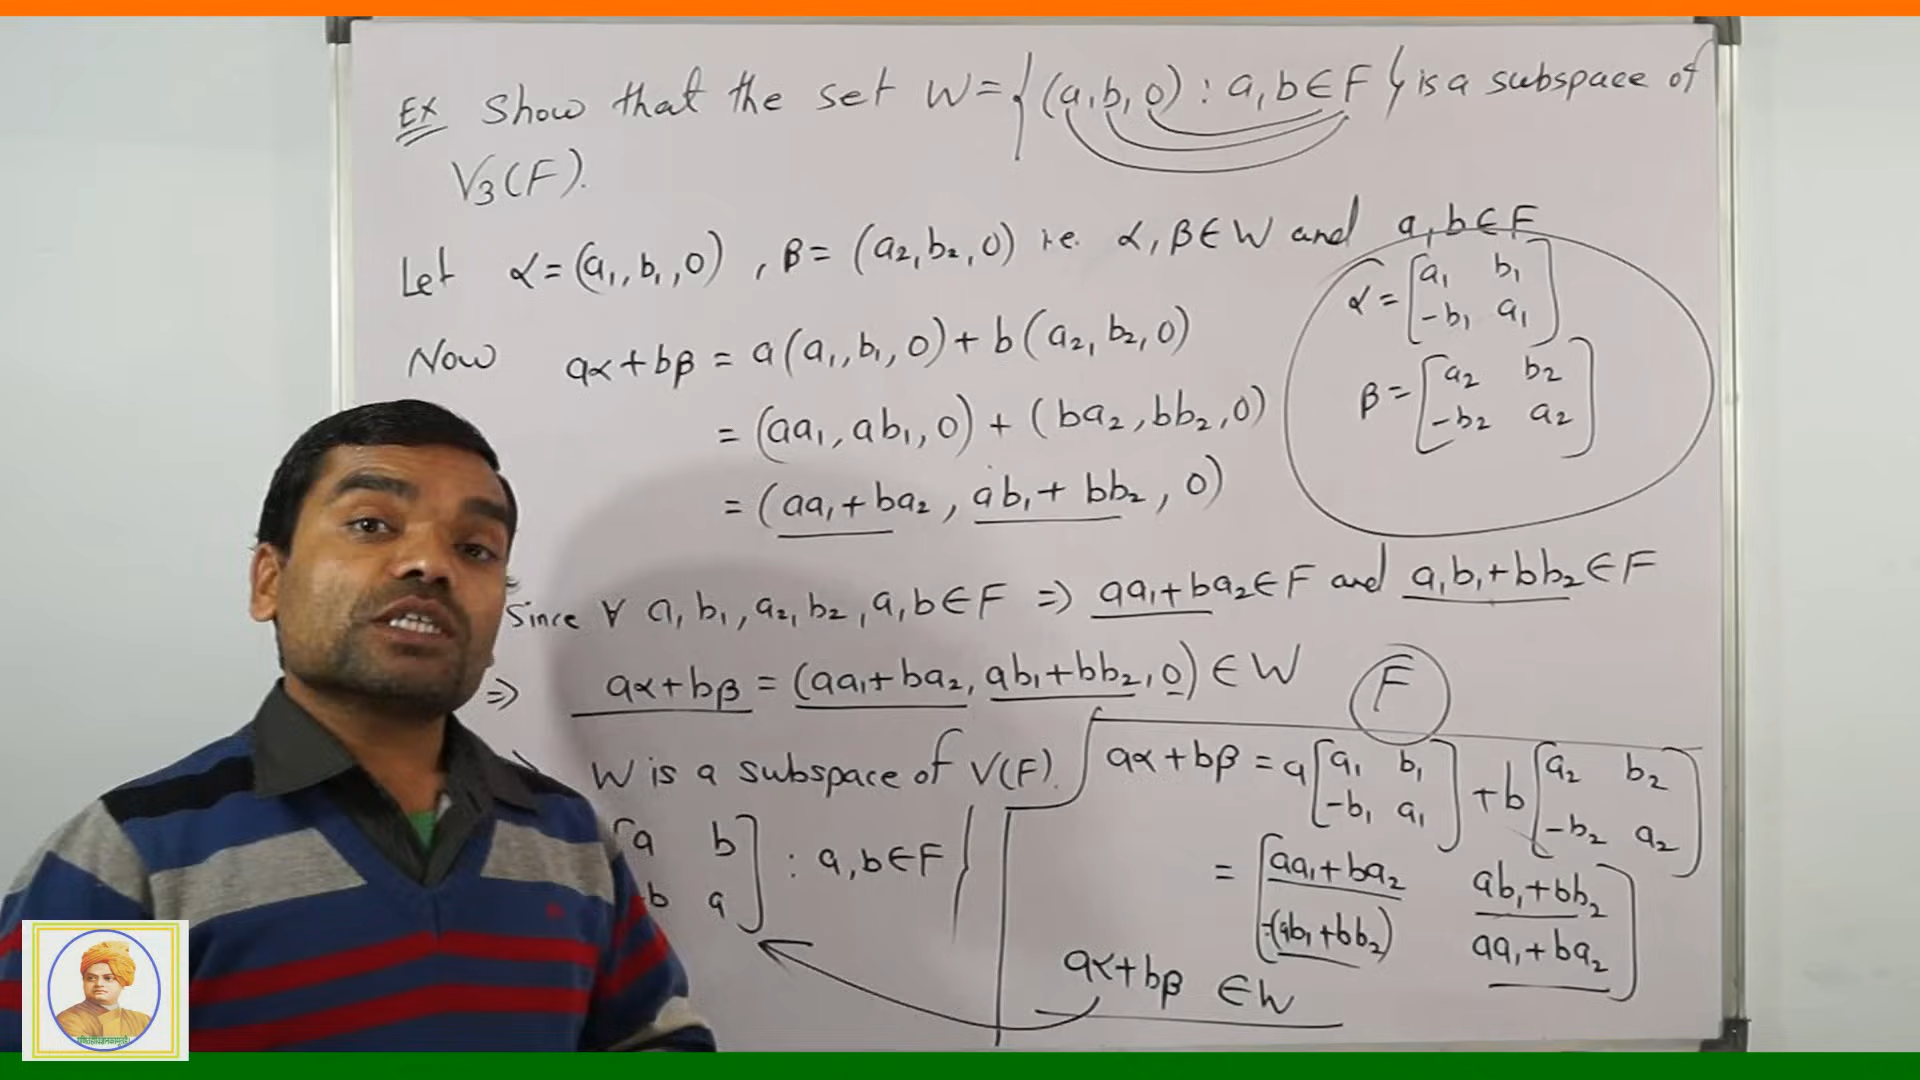 Ex Show that the set W = {(a, b, 0) : a, b ∈ F} is a subspace of
V₃(F).
Let α = (a₁, b₁, 0), β = (a₂, b₂, 0) i.e. α, β ∈ W and a, b ∈ F
Now aα + bβ = a(a₁, b₁, 0) + b(a₂, b₂, 0)
= (aa₁, ab₁, 0) + (ba₂, bb₂, 0)
= (aa₁ + ba₂, ab₁ + bb₂, 0)
α = [a₁ b₁
-b₁ a₁]
β = [a₂ b₂
-b₂ a₂]
Since ∀ a, b₁, a₂, b₂, a, b ∈ F ⇒ aa₁ + ba₂ ∈ F and a, b₁ + bb₂ ∈ F
⇒ aα + bβ = (aa₁ + ba₂, ab₁ + bb₂, 0) ∈ W
F
W is a subspace of V(F).
[a b
-b a] : a, b ∈ F}
aα + bβ = a[a₁ b₁
-b₁ a₁] + b[a₂ b₂
-b₂ a₂]
= [aa₁ + ba₂ ab₁ + bb₂
-(ab₁ + bb₂) aa₁ + ba₂]
aα + bβ ∈ W